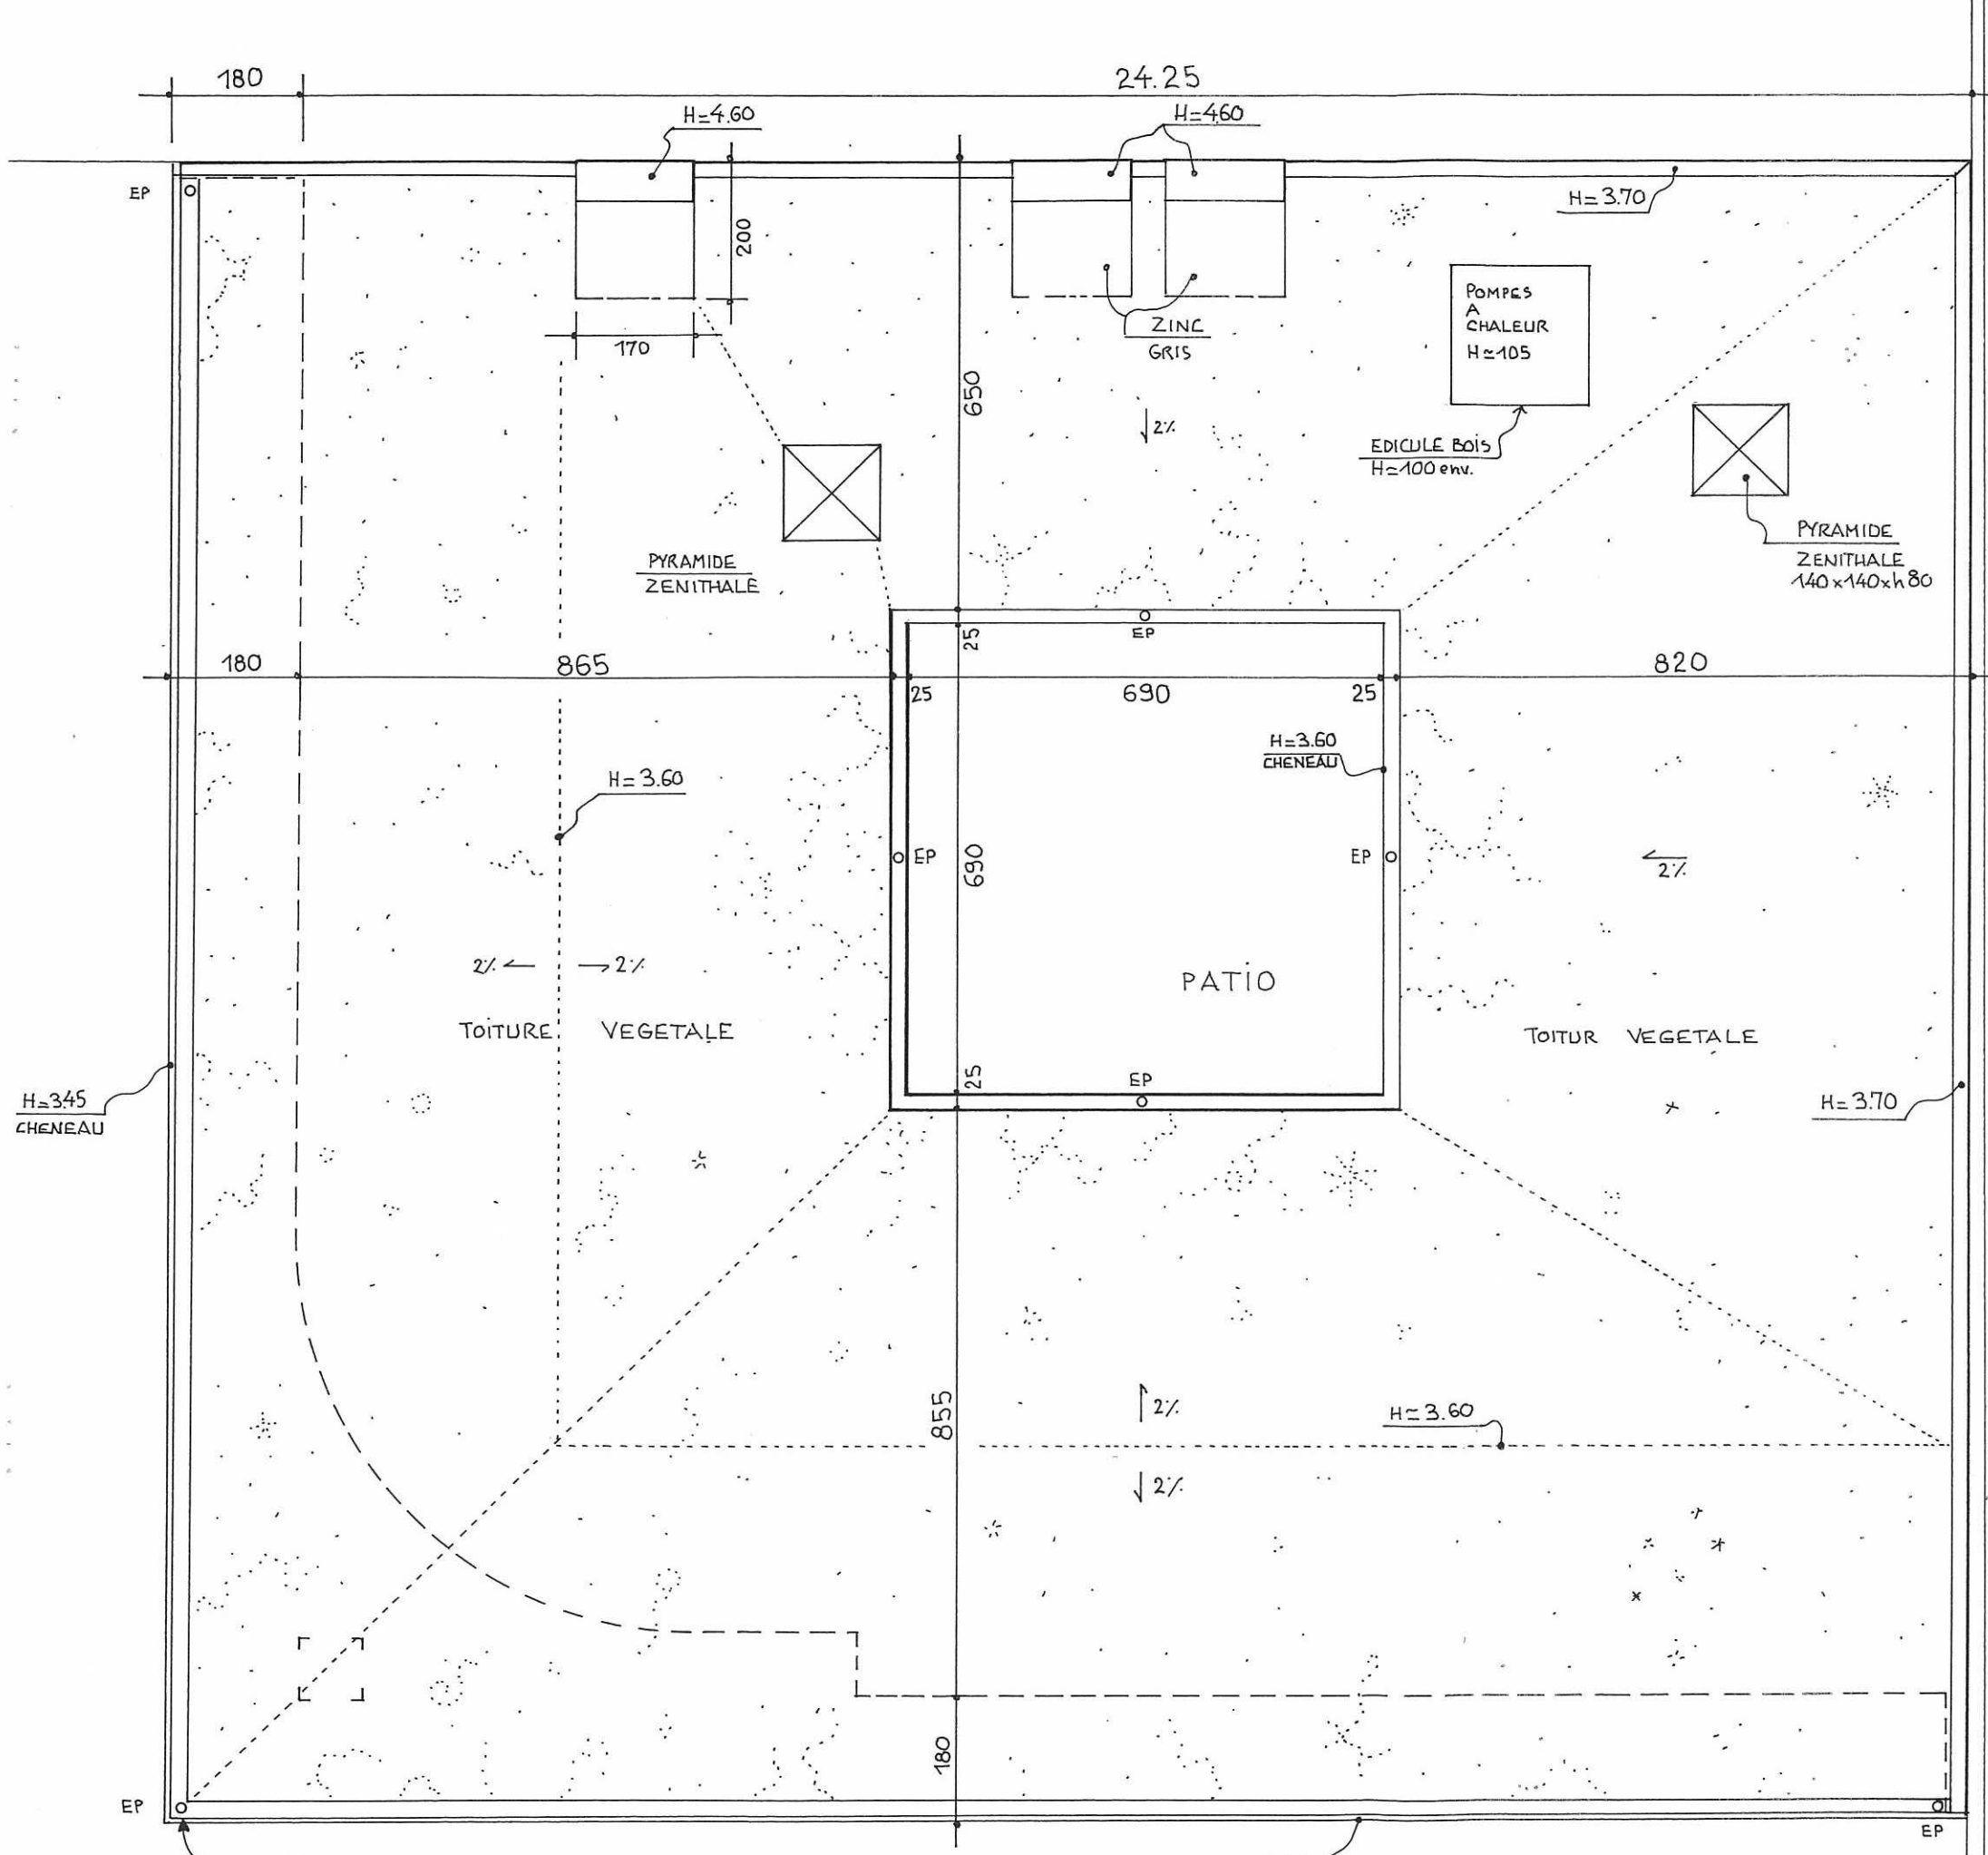 180
24.25
H=4.60
H=460
EP
H=3.70
200
170
ZINC
GRIS
POMPES
A
CHALEUR
H≃105
650
2%
EDICULE BOIS
H≃100 env.
PYRAMIDE
ZENITHALE
PYRAMIDE
ZENITHALE
140x140xh80
EP
25
180
865
25
690
25
820
H=3.60
CHENEAU
H=3.60
EP
690
EP
2%
2%
2%
PATIO
TOITURE VEGETALE
TOITUR VEGETALE
25
EP
H=345
CHENEAU
H=3.70
855
2%
H=3.60
2%
180
EP
EP